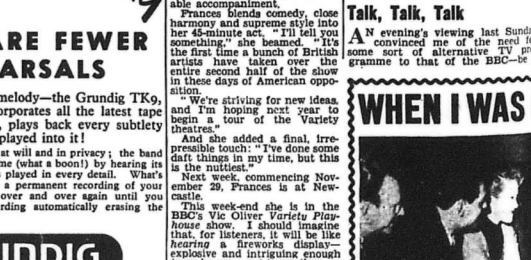 9
RE FEWER
ARSALS
melody—the Grundig TK9,
orporates all the latest tape
, plays back every subtlety
played into it!
at will and in privacy; the band
me (what a boon!) by hearing its
s played in every detail. What's
a permanent recording of your
over and over again until you
rding automatically erasing the
UNDIG
able accompaniment.
Frances blends comedy, close
harmony and supreme style into
her 45-minute act. "I'll tell you
something," she beamed. "It's
the first time a bunch of British
artists have taken over the
entire second half of the show
in these days of American oppo-
sition.
"We're striving for new ideas,
and I'm hoping next year to
begin a tour of the Variety
theatres."
And she added a final, irre-
pressible touch: "I've done some
daft things in my time, but this
is the nuttiest."
Next week, commencing Nov-
ember 29, Frances is at New-
castle.
This week-end she is in the
BBC's Vic Oliver Variety Play-
house show. I should imagine
that, for listeners, it will be like
hearing a fireworks display—
explosive and intriguing enough
Talk, Talk, Talk
AN evening's viewing last Sunda
convinced me of the need fo
some sort of alternative TV pr
gramme to that of the BBC—be
WHEN I WAS